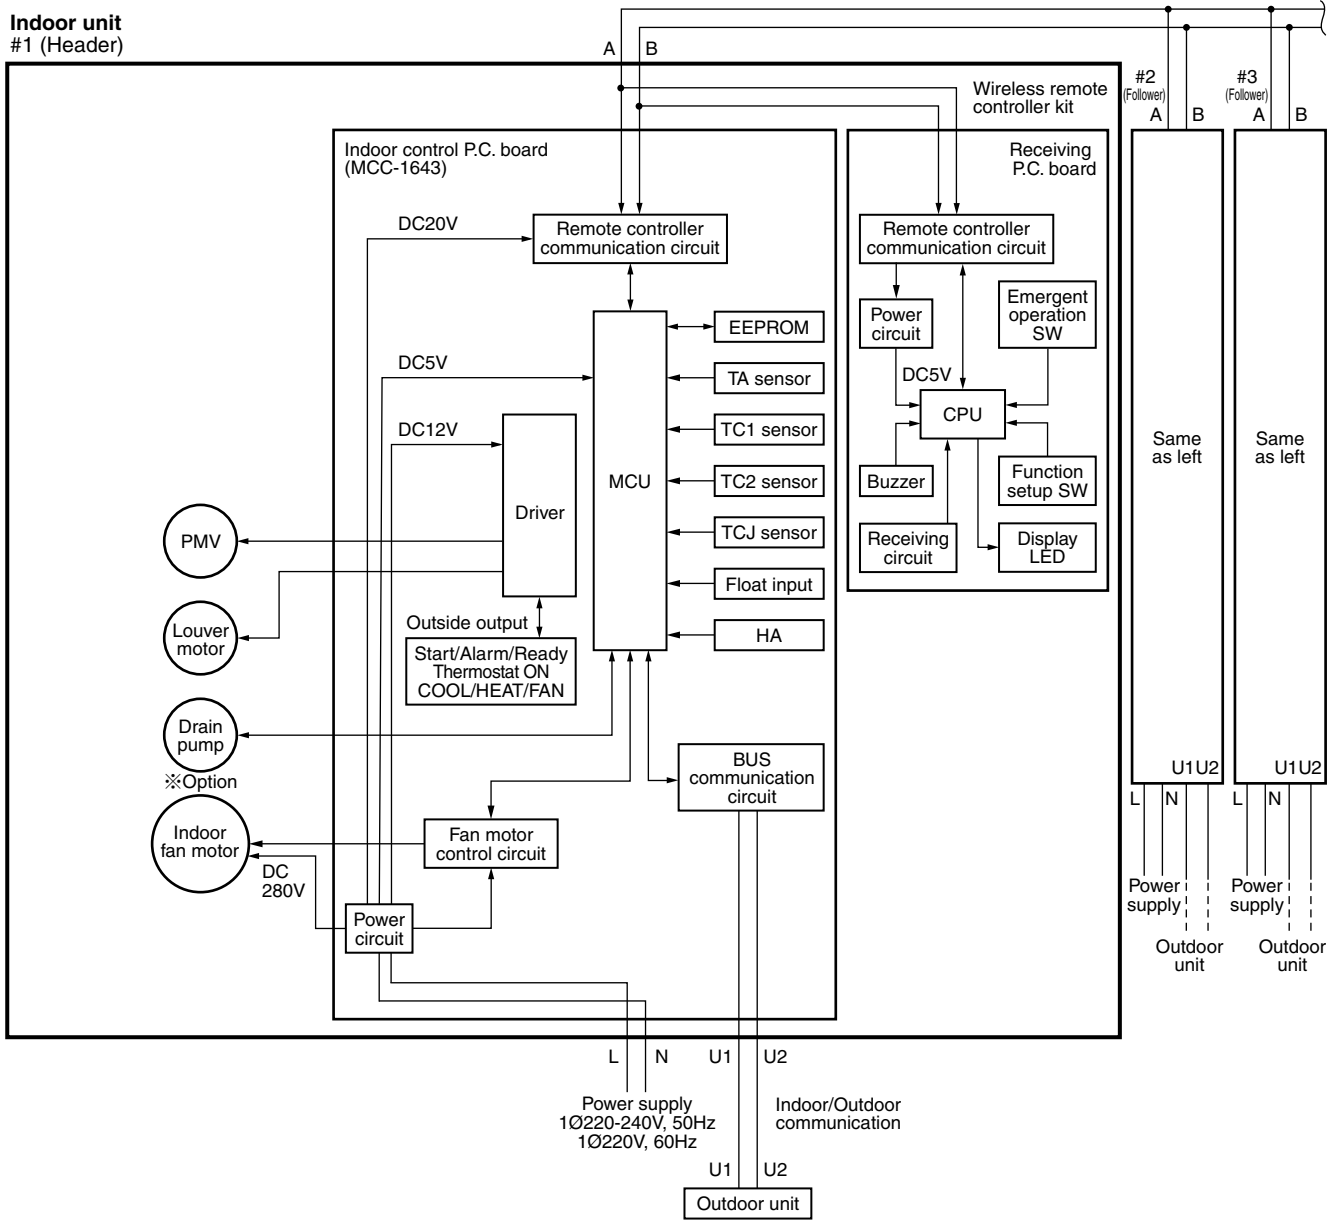 Indoor unit
#1 (Header)
A B
Wireless remote
controller kit
#2
(Follower)
A B
#3
(Follower)
A B
Indoor control P.C. board
(MCC-1643)
Receiving
P.C. board
DC20V
Remote controller
communication circuit
Remote controller
communication circuit
Power
circuit
Emergent
operation
SW
EEPROM
DC5V
TA sensor
DC5V
CPU
DC12V
TC1 sensor
MCU
TC2 sensor
Buzzer
Function
setup SW
Same
as left
Same
as left
Driver
PMV
TCJ sensor
Receiving
circuit
Display
LED
Float input
Louver
motor
Outside output
HA
Start/Alarm/Ready
Thermostat ON
COOL/HEAT/FAN
Drain
pump
※Option
BUS
communication
circuit
U1U2
U1U2
L N
L N
Indoor
fan motor
Fan motor
control circuit
DC
280V
Power
circuit
Power
supply
Power
supply
Outdoor
unit
Outdoor
unit
L N U1 U2
Power supply
1Ø220-240V, 50Hz
1Ø220V, 60Hz
Indoor/Outdoor
communication
U1 U2
Outdoor unit